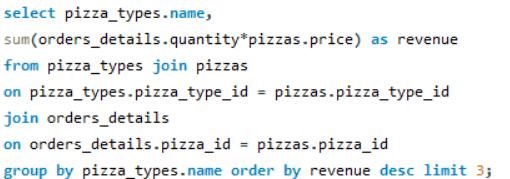 select pizza_types.name,
sum(orders_details.quantity*pizzas.price) as revenue
from pizza_types join pizzas
on pizza_types.pizza_type_id = pizzas.pizza_type_id
join orders_details
on orders_details.pizza_id = pizzas.pizza_id
group by pizza_types.name order by revenue desc limit 3;